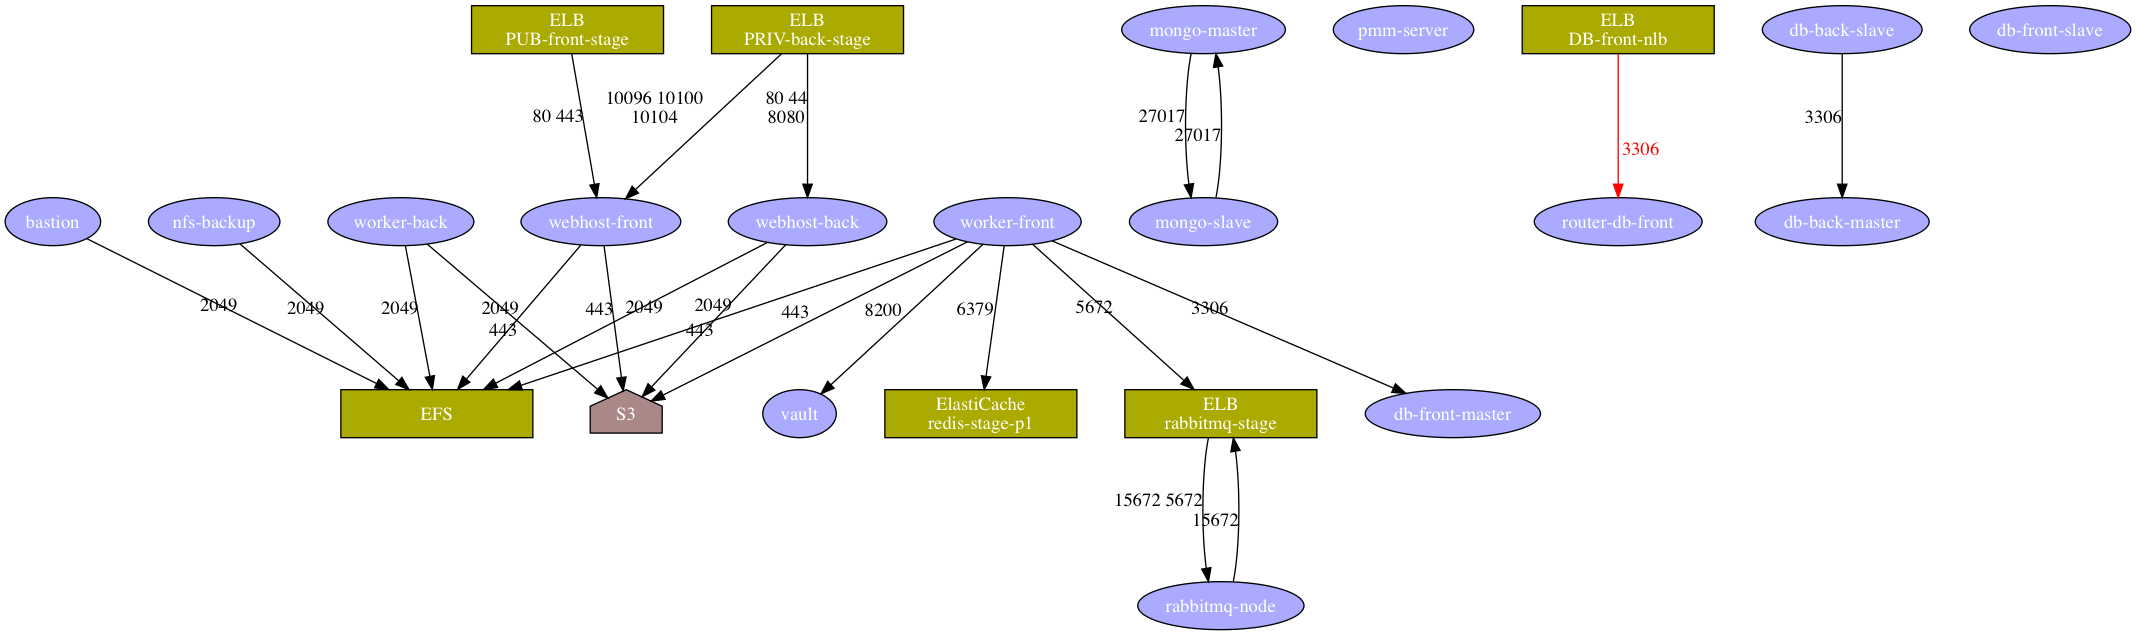 ELB
PUB-front-stage
ELB
PRIV-back-stage
mongo-master
pmm-server
ELB
DB-front-nlb
db-back-slave
db-front-slave
80 443
10096 10100
10104
80 44
8080
27017
27017
3306
3306
bastion
nfs-backup
worker-back
webhost-front
webhost-back
worker-front
mongo-slave
router-db-front
db-back-master
2049
2049
2049
2049
443
443
2049
2049
443
443
8200
6379
5672
3306
EFS
S3
vault
ElastiCache
redis-stage-p1
ELB
rabbitmq-stage
db-front-master
15672 5672
15672
rabbitmq-node